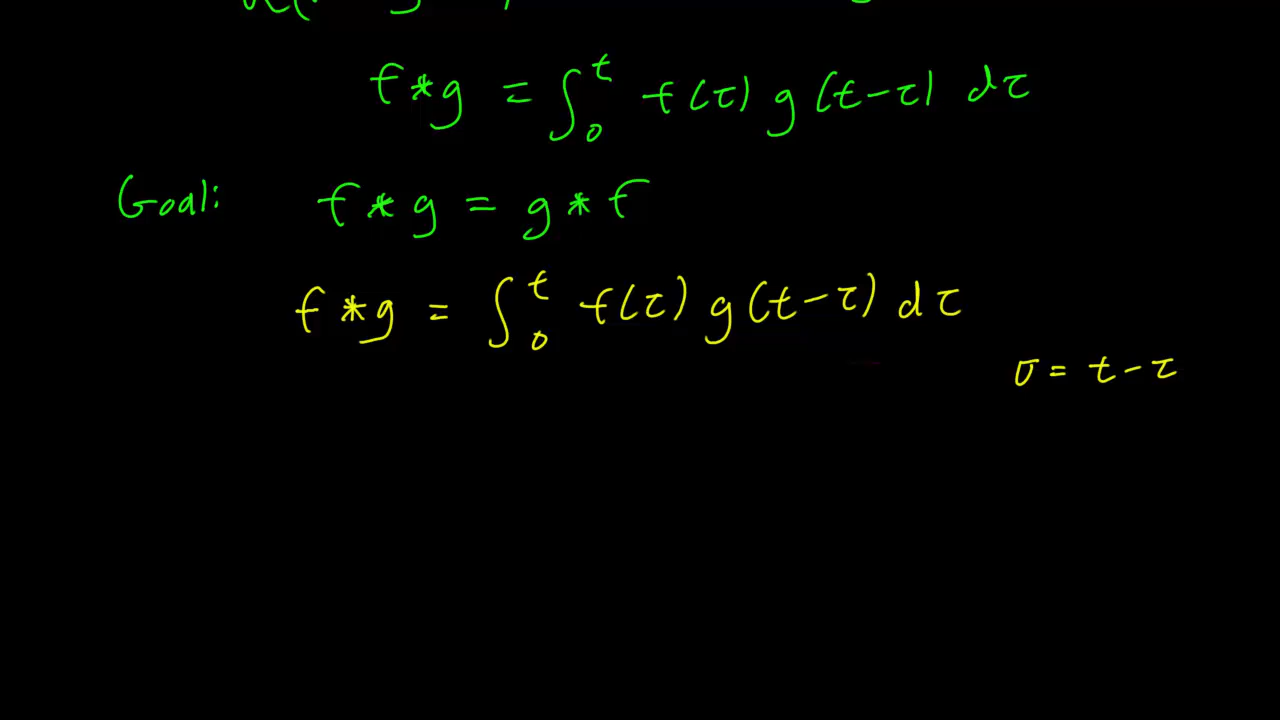 f*g = ∫₀ᵗ f(τ) g(t-τ) dτ
Goal: f*g = g*f
f*g = ∫₀ᵗ f(τ) g(t-τ) dτ
σ = t-τ